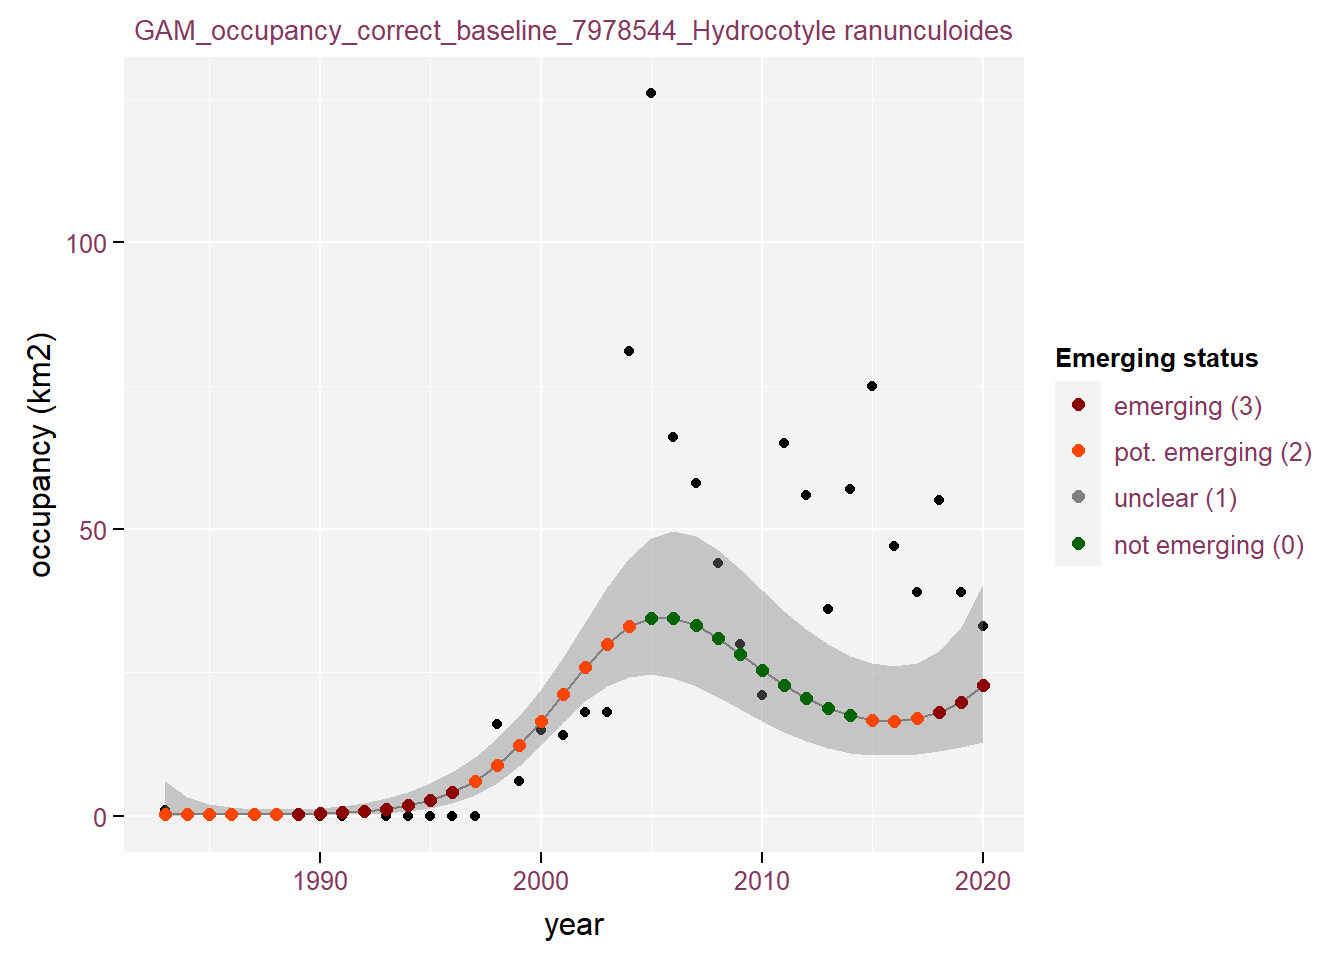 GAM_occupancy_correct_baseline_7978544_Hydrocotyle ranunculoides
100
50
0
occupancy (km2)
1990
2000
2010
2020
year
Emerging status
emerging (3)
pot. emerging (2)
unclear (1)
not emerging (0)